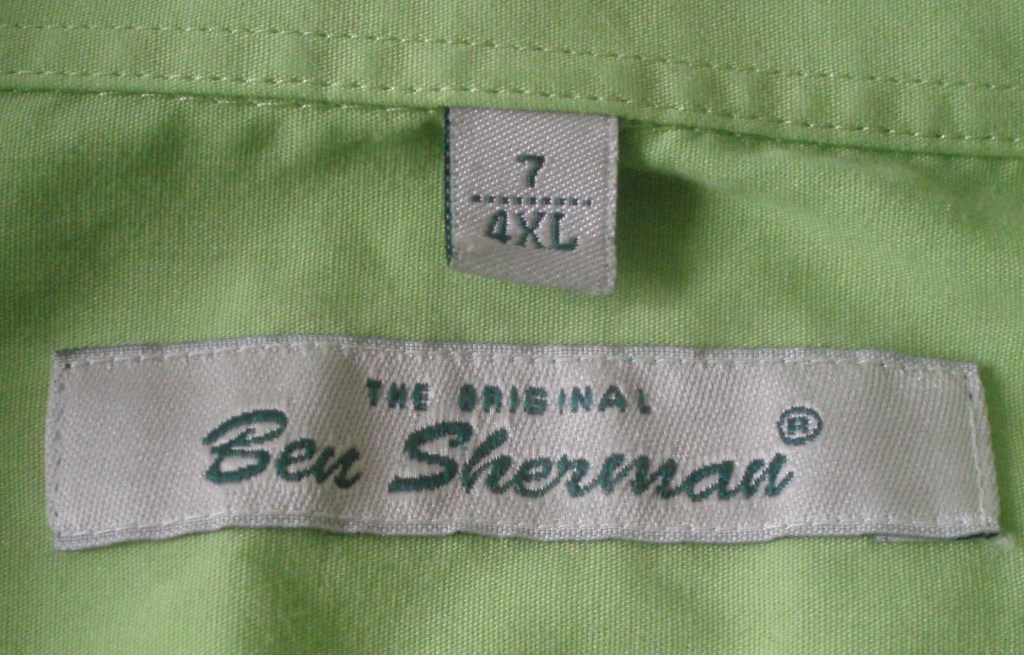 7
4XL
THE ORIGINAL
Ben Sherman®